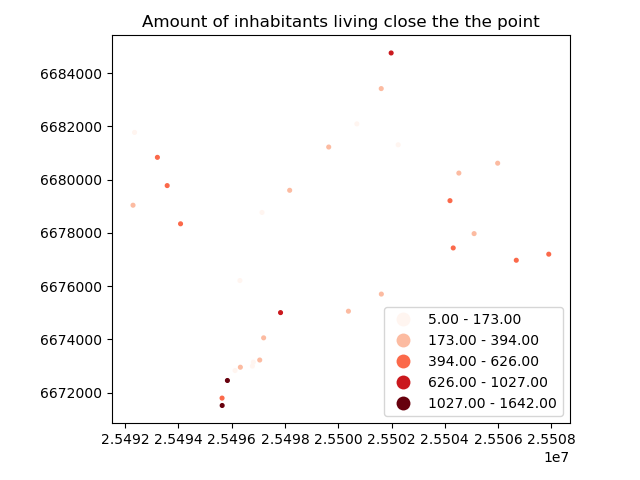 Amount of inhabitants living close the the point
6684000
6682000
6680000
6678000
6676000
6674000
6672000
5.00 - 173.00
173.00 - 394.00
394.00 - 626.00
626.00 - 1027.00
1027.00 - 1642.00
2.5492 2.5494 2.5496 2.5498 2.5500 2.5502 2.5504 2.5506 2.5508
1e7